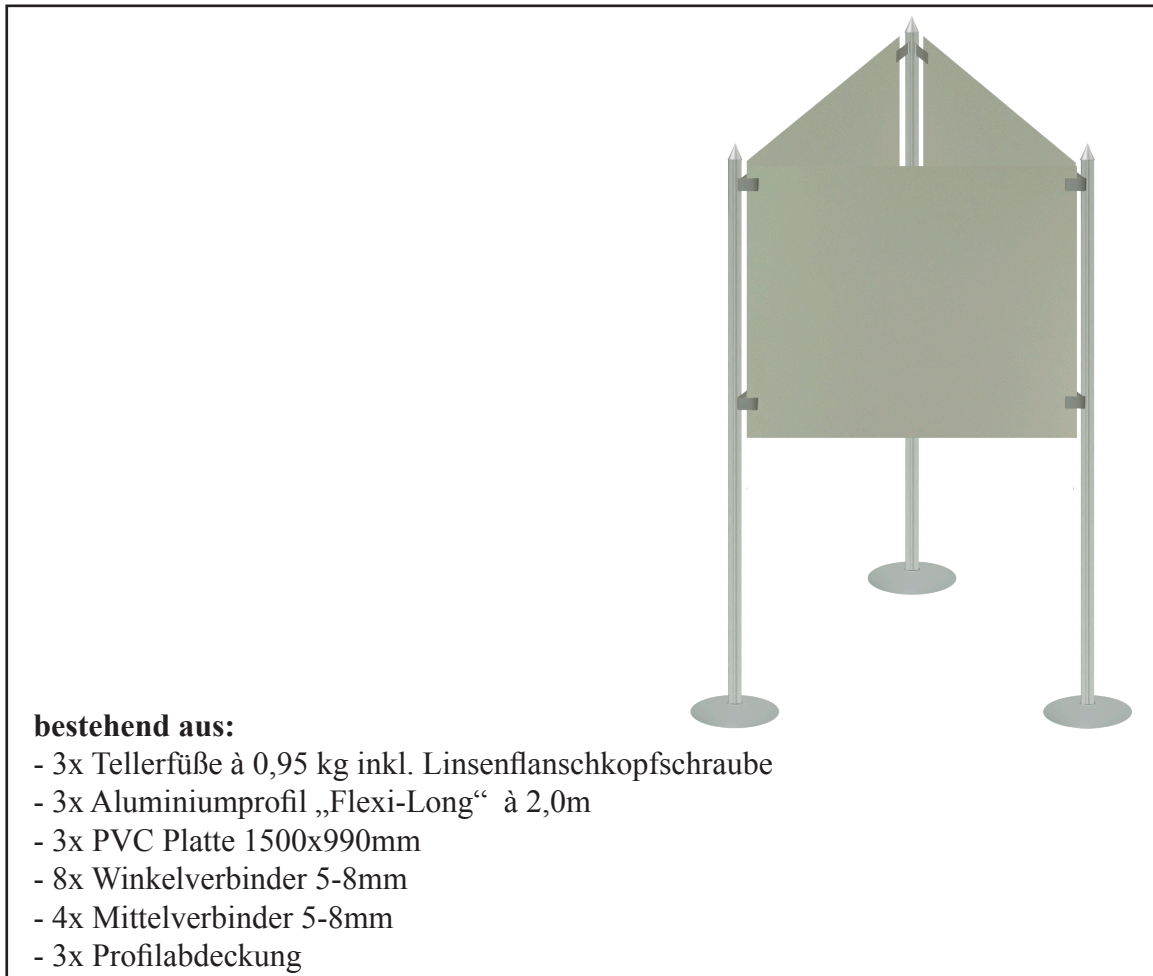 bestehend aus:
- 3x Tellerfüße à 0,95 kg inkl. Linsenflanschkopfschraube
- 3x Aluminiumprofil „Flexi-Long“ à 2,0m
- 3x PVC Platte 1500x990mm
- 8x Winkelverbinder 5-8mm
- 4x Mittelverbinder 5-8mm
- 3x Profilabdeckung